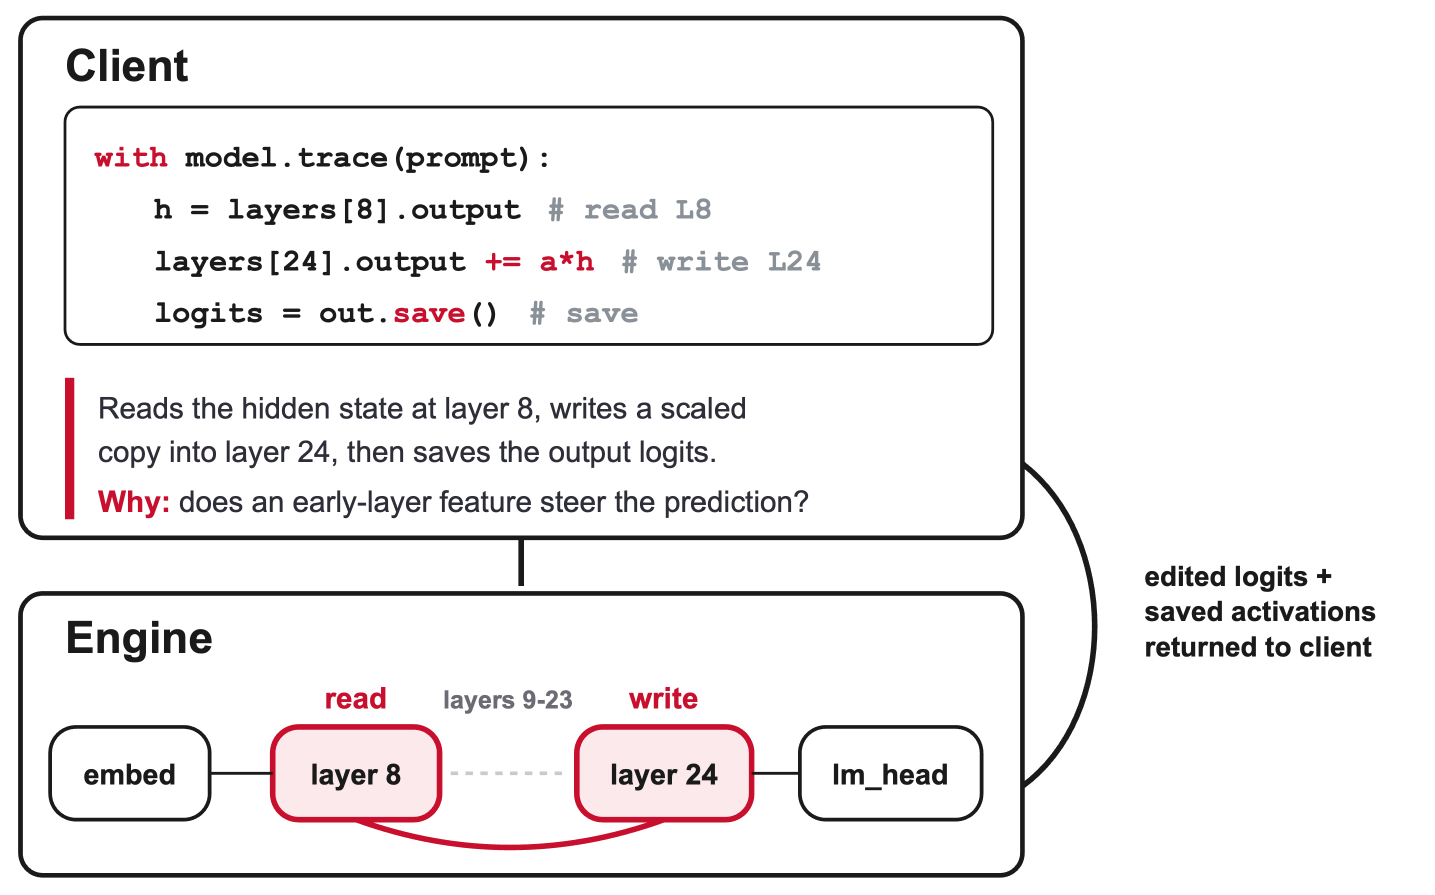 Client
with model.trace(prompt):
h = layers[8].output # read L8
layers[24].output += a*h # write L24
logits = out.save() # save
Reads the hidden state at layer 8, writes a scaled
copy into layer 24, then saves the output logits.
Why: does an early-layer feature steer the prediction?
edited logits +
saved activations
returned to client
Engine
read layers 9-23 write
embed layer 8 layer 24 lm_head